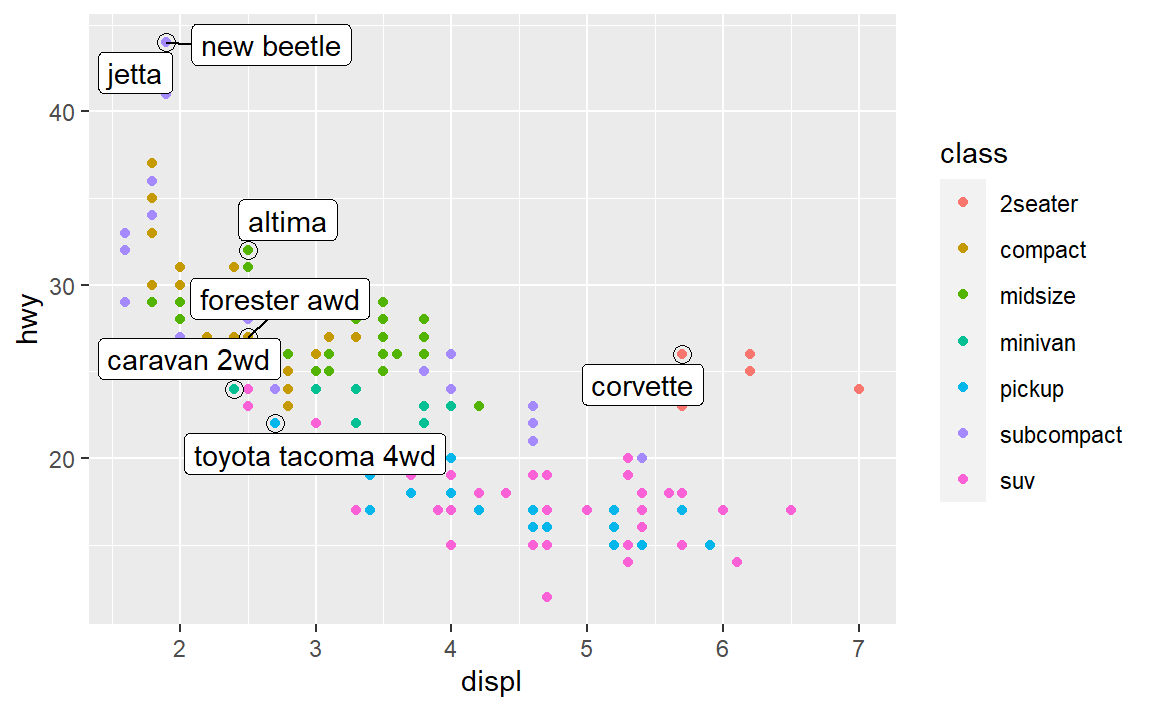 new beetle
jetta
altima
forester awd
caravan 2wd
corvette
toyota tacoma 4wd
40
30
20
hwy
2 3 4 5 6 7
displ
class
2seater
compact
midsize
minivan
pickup
subcompact
suv